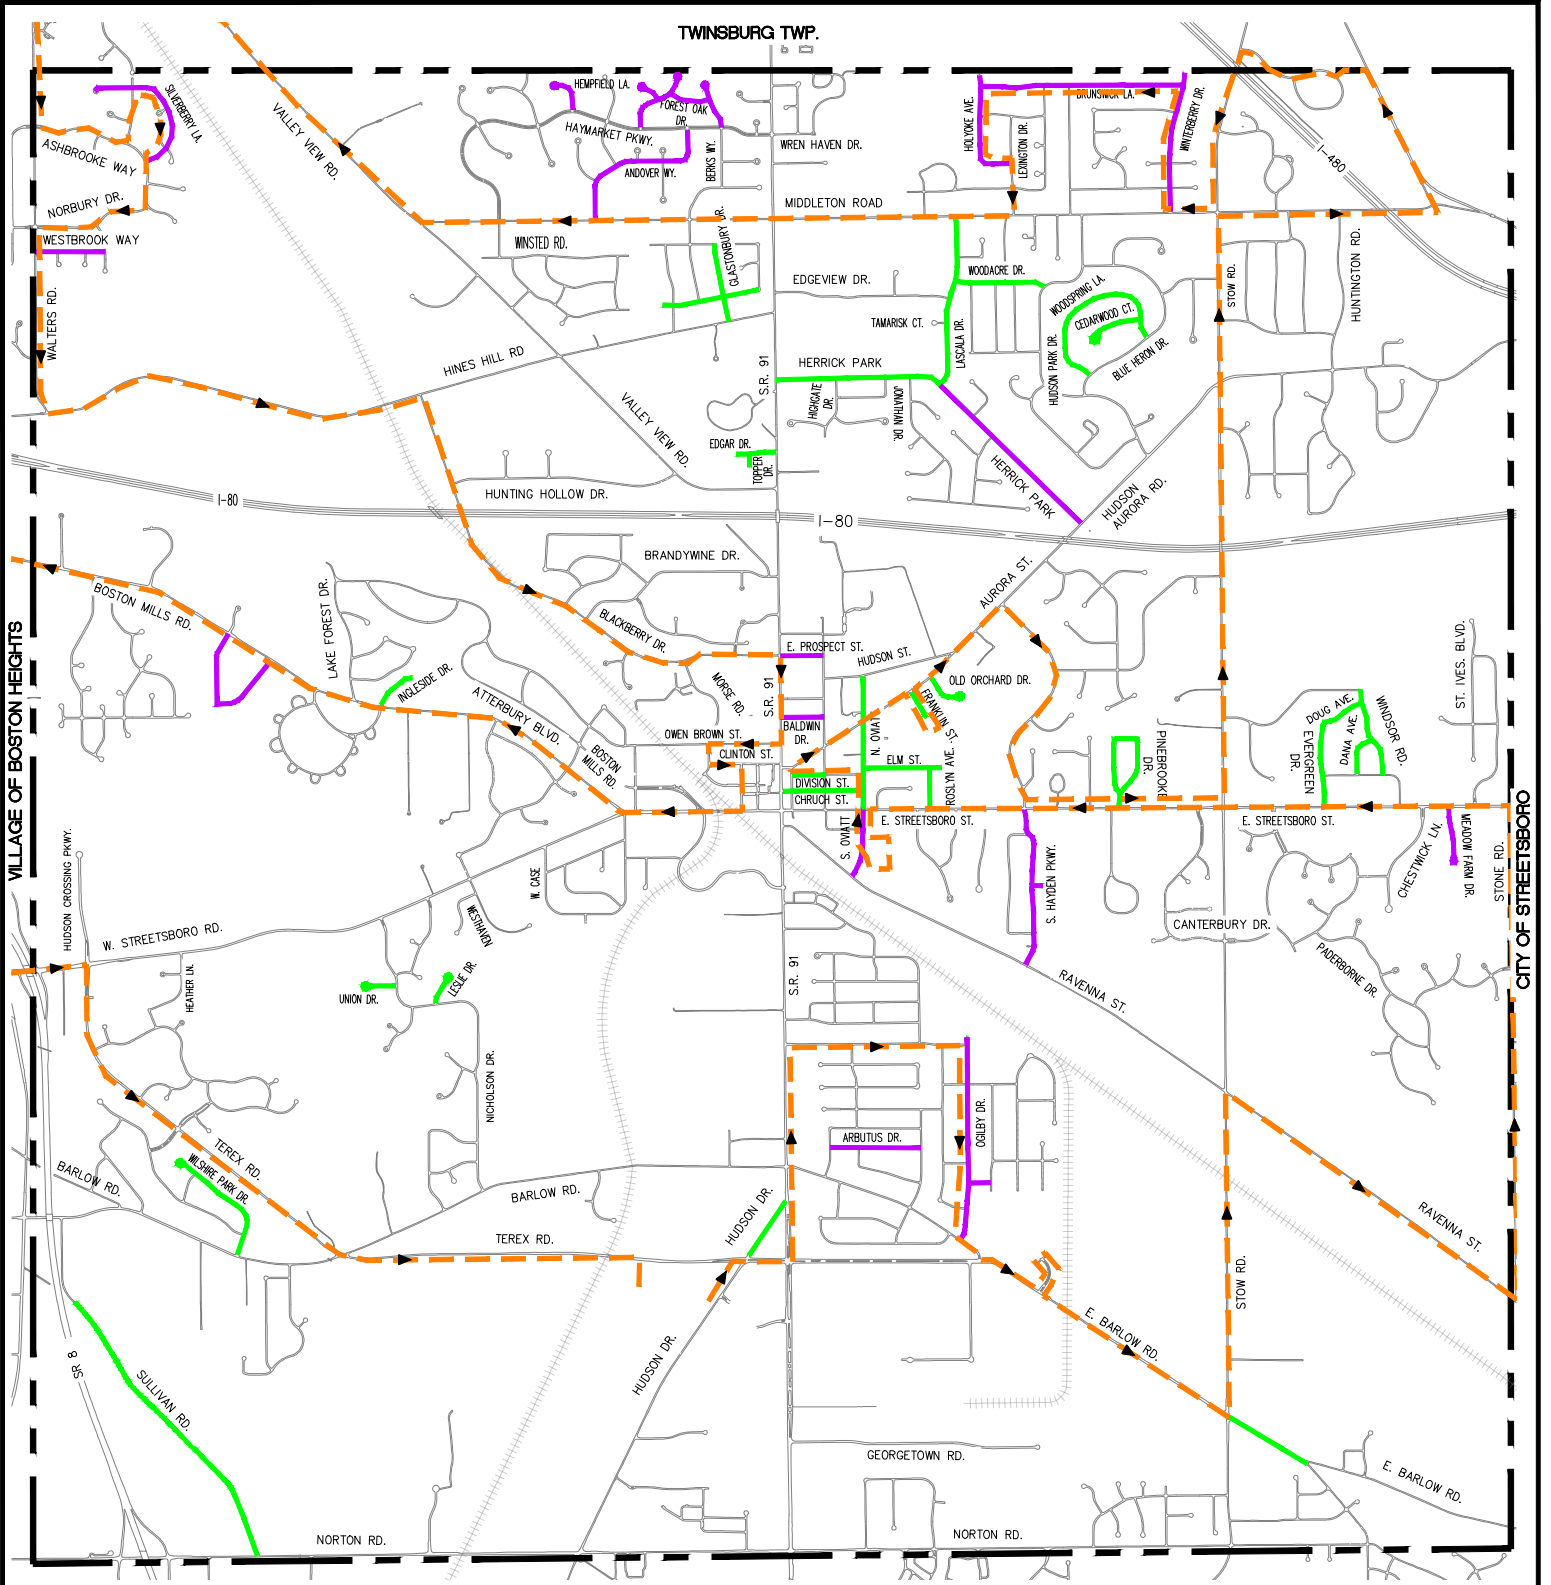 TWINSBURG TWP.
SILVERBERRY LA.
ASHBROOKE WAY
NORBURY DR.
WESTBROOK WAY
WALTERS RD.
VALLEY VIEW RD.
HEMPFIELD LA.
FOREST OAK
DR.
HAYMARKET PKWY.
ANDOVER WY.
BERKS WY.
WREN HAVEN DR.
MIDDLETON ROAD
HOLYOKE AVE.
BRUNSWICK LA.
LEXINGTON DR.
WINTERBERRY DR.
I-480
WINSTED RD.
GLASTONBURY DR.
EDGEVIEW DR.
WOODACRE DR.
WOODSPRING LA.
CEDARWOOD CT.
TAMARISK CT.
LASCALA DR.
HUDSON PARK DR.
BLUE HERON DR.
STOW RD.
HUNTINGTON RD.
HINES HILL RD
S.R. 91
HERRICK PARK
HIGHGATE
DR.
JONATHAN DR.
VALLEY VIEW RD.
EDGAR DR.
TOPPER
DR.
HERRICK PARK
HUDSON
AURORA RD.
HUNTING HOLLOW DR.
I-80
I-80
BRANDYWINE DR.
BOSTON MILLS RD.
LAKE FOREST DR.
BLACKBERRY DR.
AURORA ST.
E. PROSPECT ST.
HUDSON ST.
INGLESIDE DR.
ATTERBURY BLVD.
MORSE RD.
S.R. 91
OLD ORCHARD DR.
FRANKLIN ST.
ST. IVES. BLVD.
VILLAGE OF BOSTON HEIGHTS
OWEN BROWN ST.
BALDWIN
DR.
N. OVIATT
BOSTON
MILLS RD.
CLINTON ST.
ELM ST.
ROSLYN AVE.
DIVISION ST.
CHRUCH ST.
PINEBROOKE
DR.
DOUG AVE.
DANA AVE.
WINDSOR RD.
EVERGREEN
DR.
E. STREETSBORO ST.
E. STREETSBORO ST.
S. OVIATT
HUDSON CROSSING PKWY.
W. CASE
S. HAYDEN PKWY.
CHESTWICK LN.
MEADOW FARM DR.
STONE RD.
CITY OF STREETSBORO
WESTHAVEN
W. STREETSBORO RD.
CANTERBURY DR.
PADERBORNE DR.
HEATHER LN.
UNION DR.
LESLIE DR.
S.R. 91
RAVENNA ST.
NICHOLSON DR.
OGILBY DR.
ARBUTUS DR.
TEREX RD.
WILSHIRE PARK DR.
BARLOW RD.
BARLOW RD.
HUDSON DR.
TEREX RD.
RAVENNA ST.
STOW RD.
E. BARLOW RD.
SR 8
SULLIVAN RD.
HUDSON DR.
GEORGETOWN RD.
E. BARLOW RD.
NORTON RD.
NORTON RD.